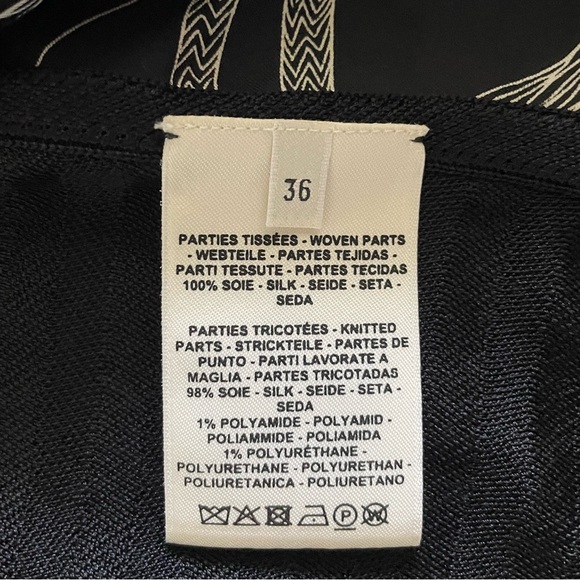 36
PARTIES TISSÉES - WOVEN PARTS
- WEBTEILE - PARTES TEJIDAS -
PARTI TESSUTE - PARTES TECIDAS
100% SOIE - SILK - SEIDE - SETA -
SEDA
PARTIES TRICOTÉES - KNITTED
PARTS - STRICKTEILE - PARTES DE
PUNTO - PARTI LAVORATE A
MAGLIA - PARTES TRICOTADAS
98% SOIE - SILK - SEIDE - SETA -
SEDA
1% POLYAMIDE - POLYAMID -
POLIAMMIDE - POLIAMIDA
1% POLYURÉTHANE -
POLYURETHANE - POLYURETHAN -
POLIURETANICA - POLIURETANO
P W